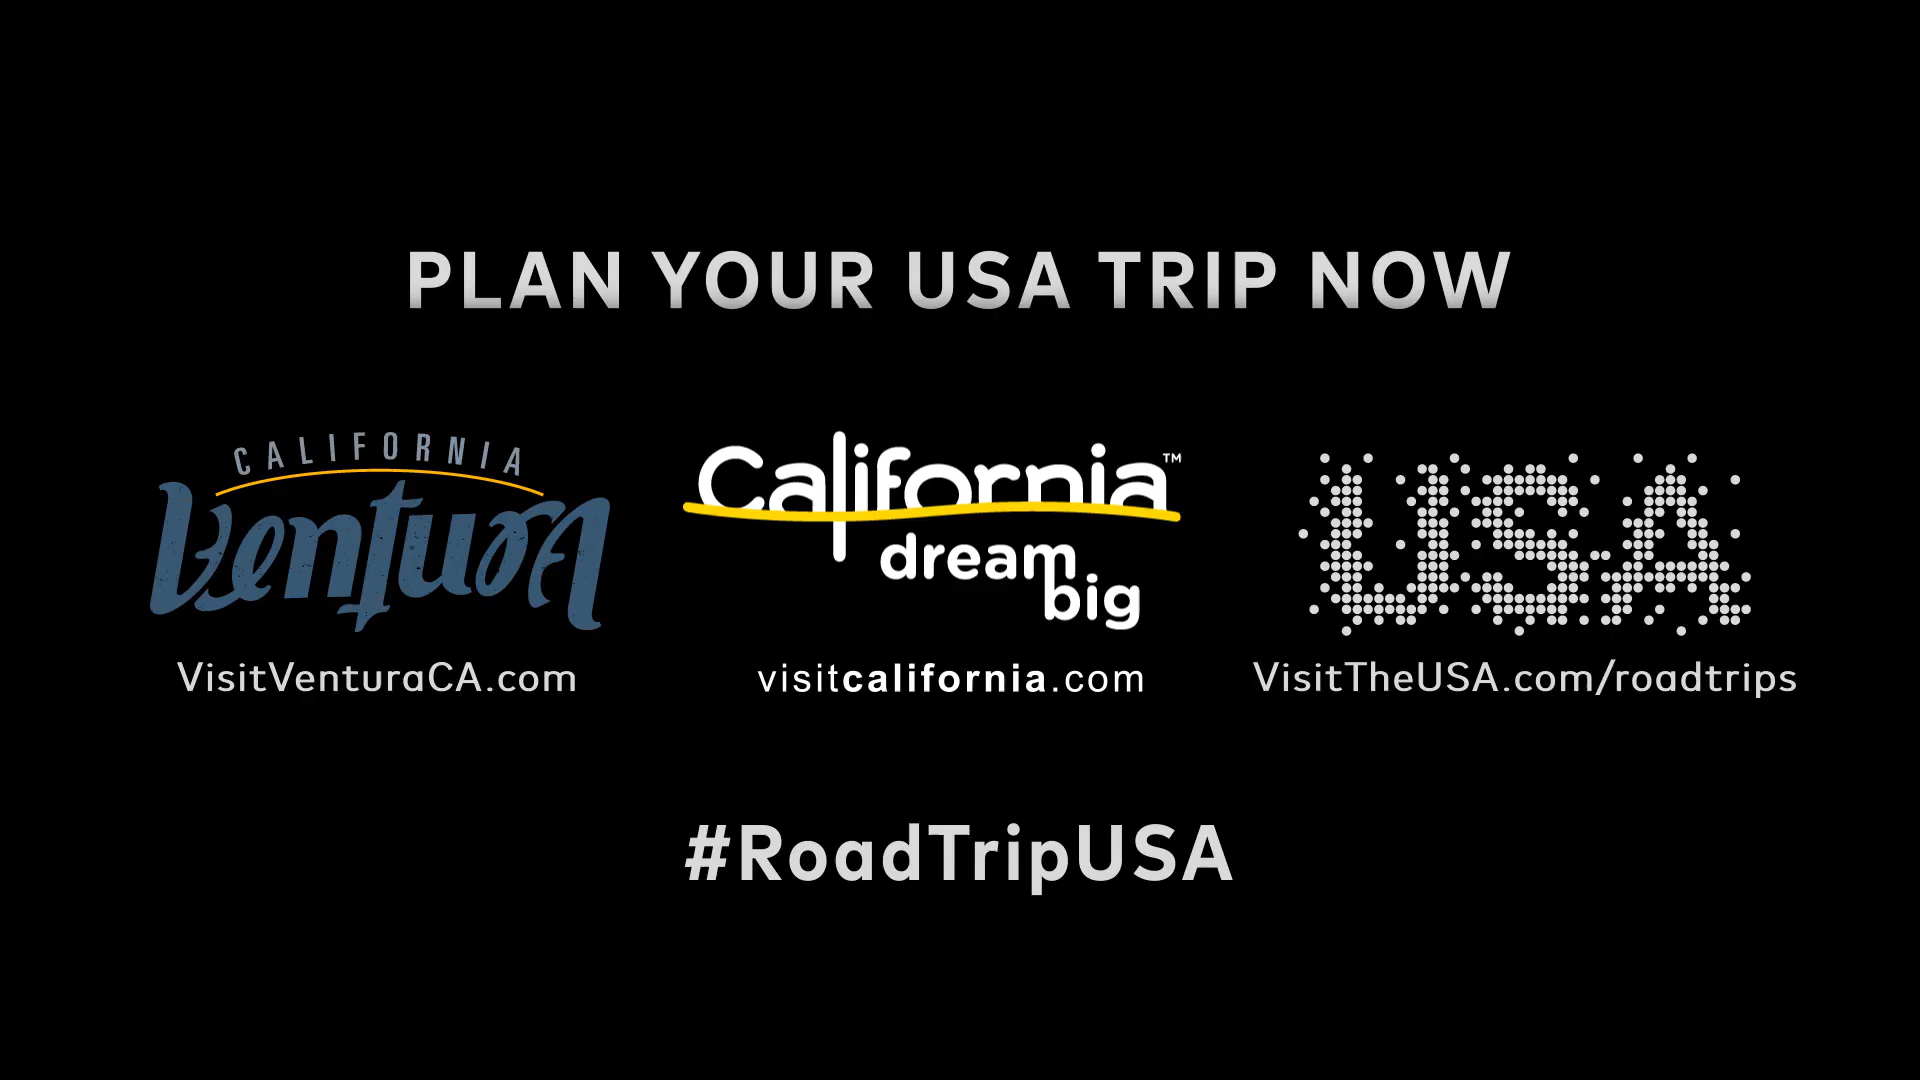 PLAN YOUR USA TRIP NOW
CALIFORNIA
Ventura
VisitVenturaCA.com
California™
dream
big
visitcalifornia.com
USA
VisitTheUSA.com/roadtrips
#RoadTripUSA